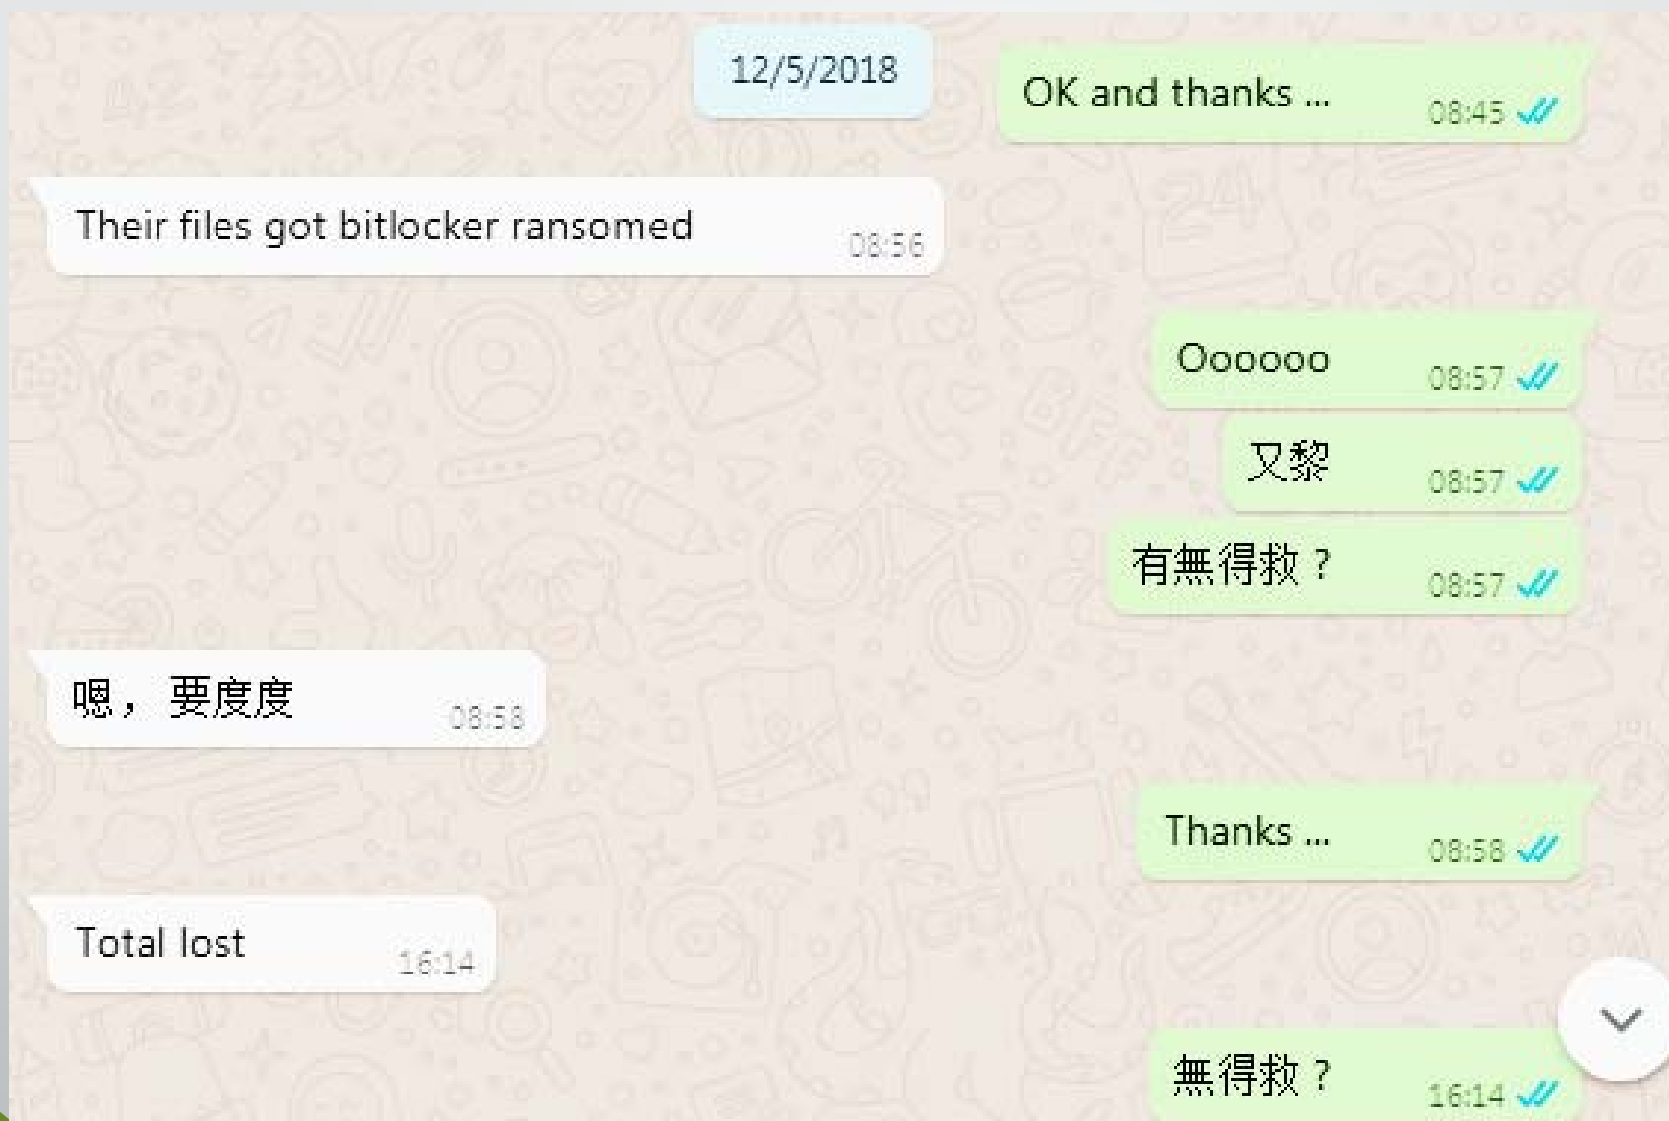 12/5/2018
OK and thanks ...
08:45
Their files got bitlocker ransomed
08:56
Oooooo
08:57
又黎
08:57
有無得救?
08:57
嗯，要度度
08:58
Thanks ...
08:58
Total lost
16:14
無得救?
16:14